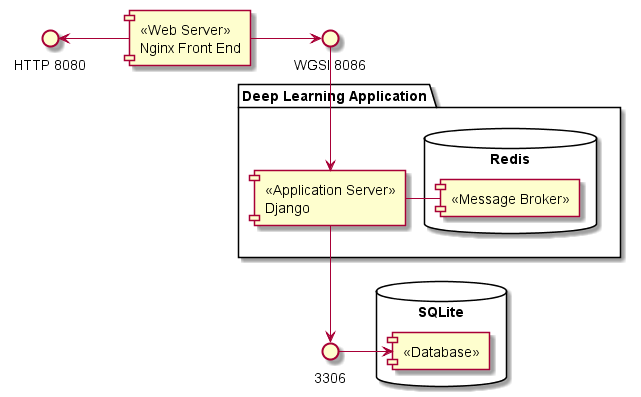 «Web Server»
Nginx Front End
HTTP 8080
WGSI 8086
Deep Learning Application
Redis
«Application Server»
Django
«Message Broker»
SQLite
«Database»
3306